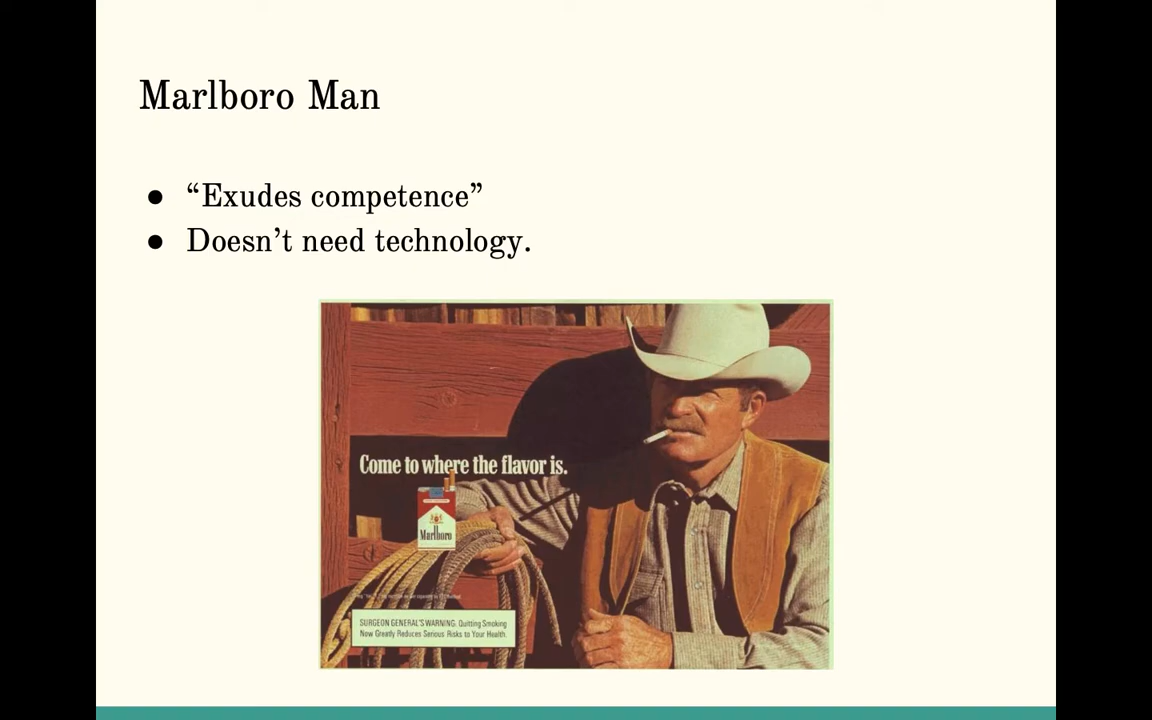 Marlboro Man
● “Exudes competence”
● Doesn’t need technology.
Come to where the flavor is.
Marlboro
SURGEON GENERAL'S WARNING: Quitting Smoking
Now Greatly Reduces Serious Risks to Your Health.